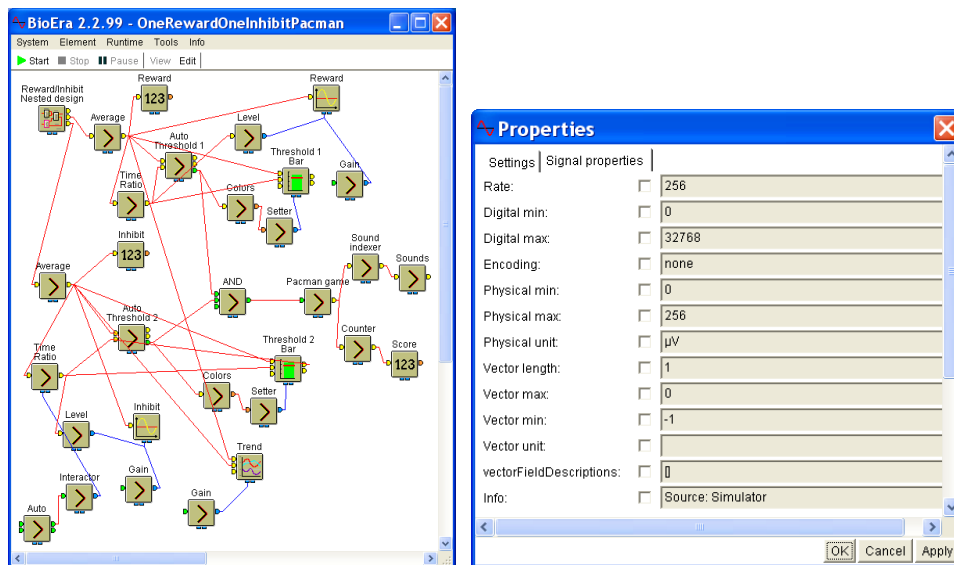 BioEra 2.2.99 - OneRewardOneInhibitPacman
System Element Runtime Tools Info
Start Stop Pause View Edit
Reward
Reward
Reward/Inhibit
Nested design
123
Average
Level
Auto
Threshold 1
Threshold 1
Bar
Gain
Time
Ratio
Colors
Setter
Inhibit
123
Sound
indexer
Sounds
Average
AND
Pacman game
Auto
Threshold 2
Counter
Score
123
Threshold 2
Bar
Time
Ratio
Colors
Setter
Level
Inhibit
Trend
Interactor
Gain
Gain
Auto
Properties
Settings Signal properties
Rate: 256
Digital min: 0
Digital max: 32768
Encoding: none
Physical min: 0
Physical max: 256
Physical unit: µV
Vector length: 1
Vector max: 0
Vector min: -1
Vector unit:
vectorFieldDescriptions: []
Info: Source: Simulator
OK Cancel Apply